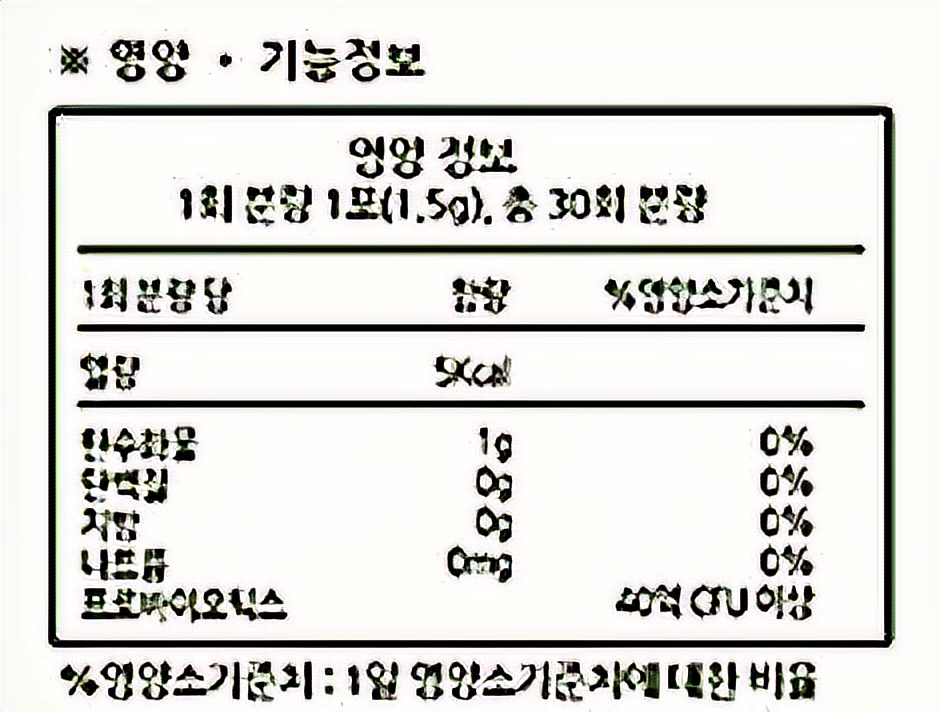 ※ 영양 · 기능정보
영양 정보
1회 분량 1포(1.5g), 총 30회 분량
1회 분량 당 함량 %영양소기준치
열량 5Kcal
탄수화물 1g 0%
단백질 0g 0%
지방 0g 0%
나트륨 0mg 0%
프로바이오틱스 40억 CFU 이상
%영양소기준치 : 1일 영양소기준치에 대한 비율